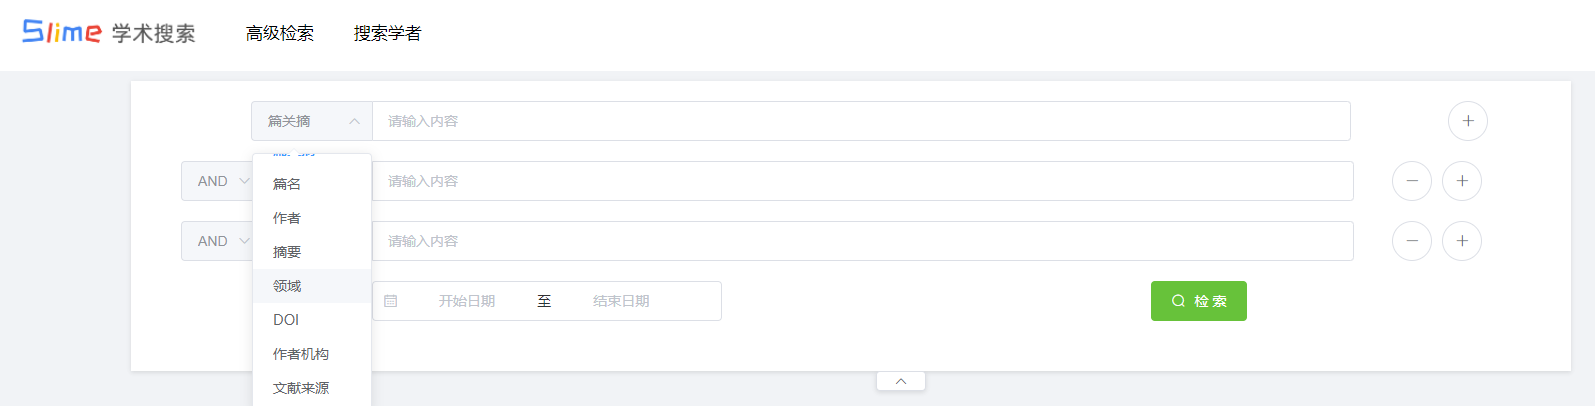 Slime 学术搜索 高级检索 搜索学者
篇关摘 请输入内容
AND 请输入内容
AND 请输入内容
开始日期 至 结束日期 检 索
篇名
作者
摘要
领域
DOI
作者机构
文献来源